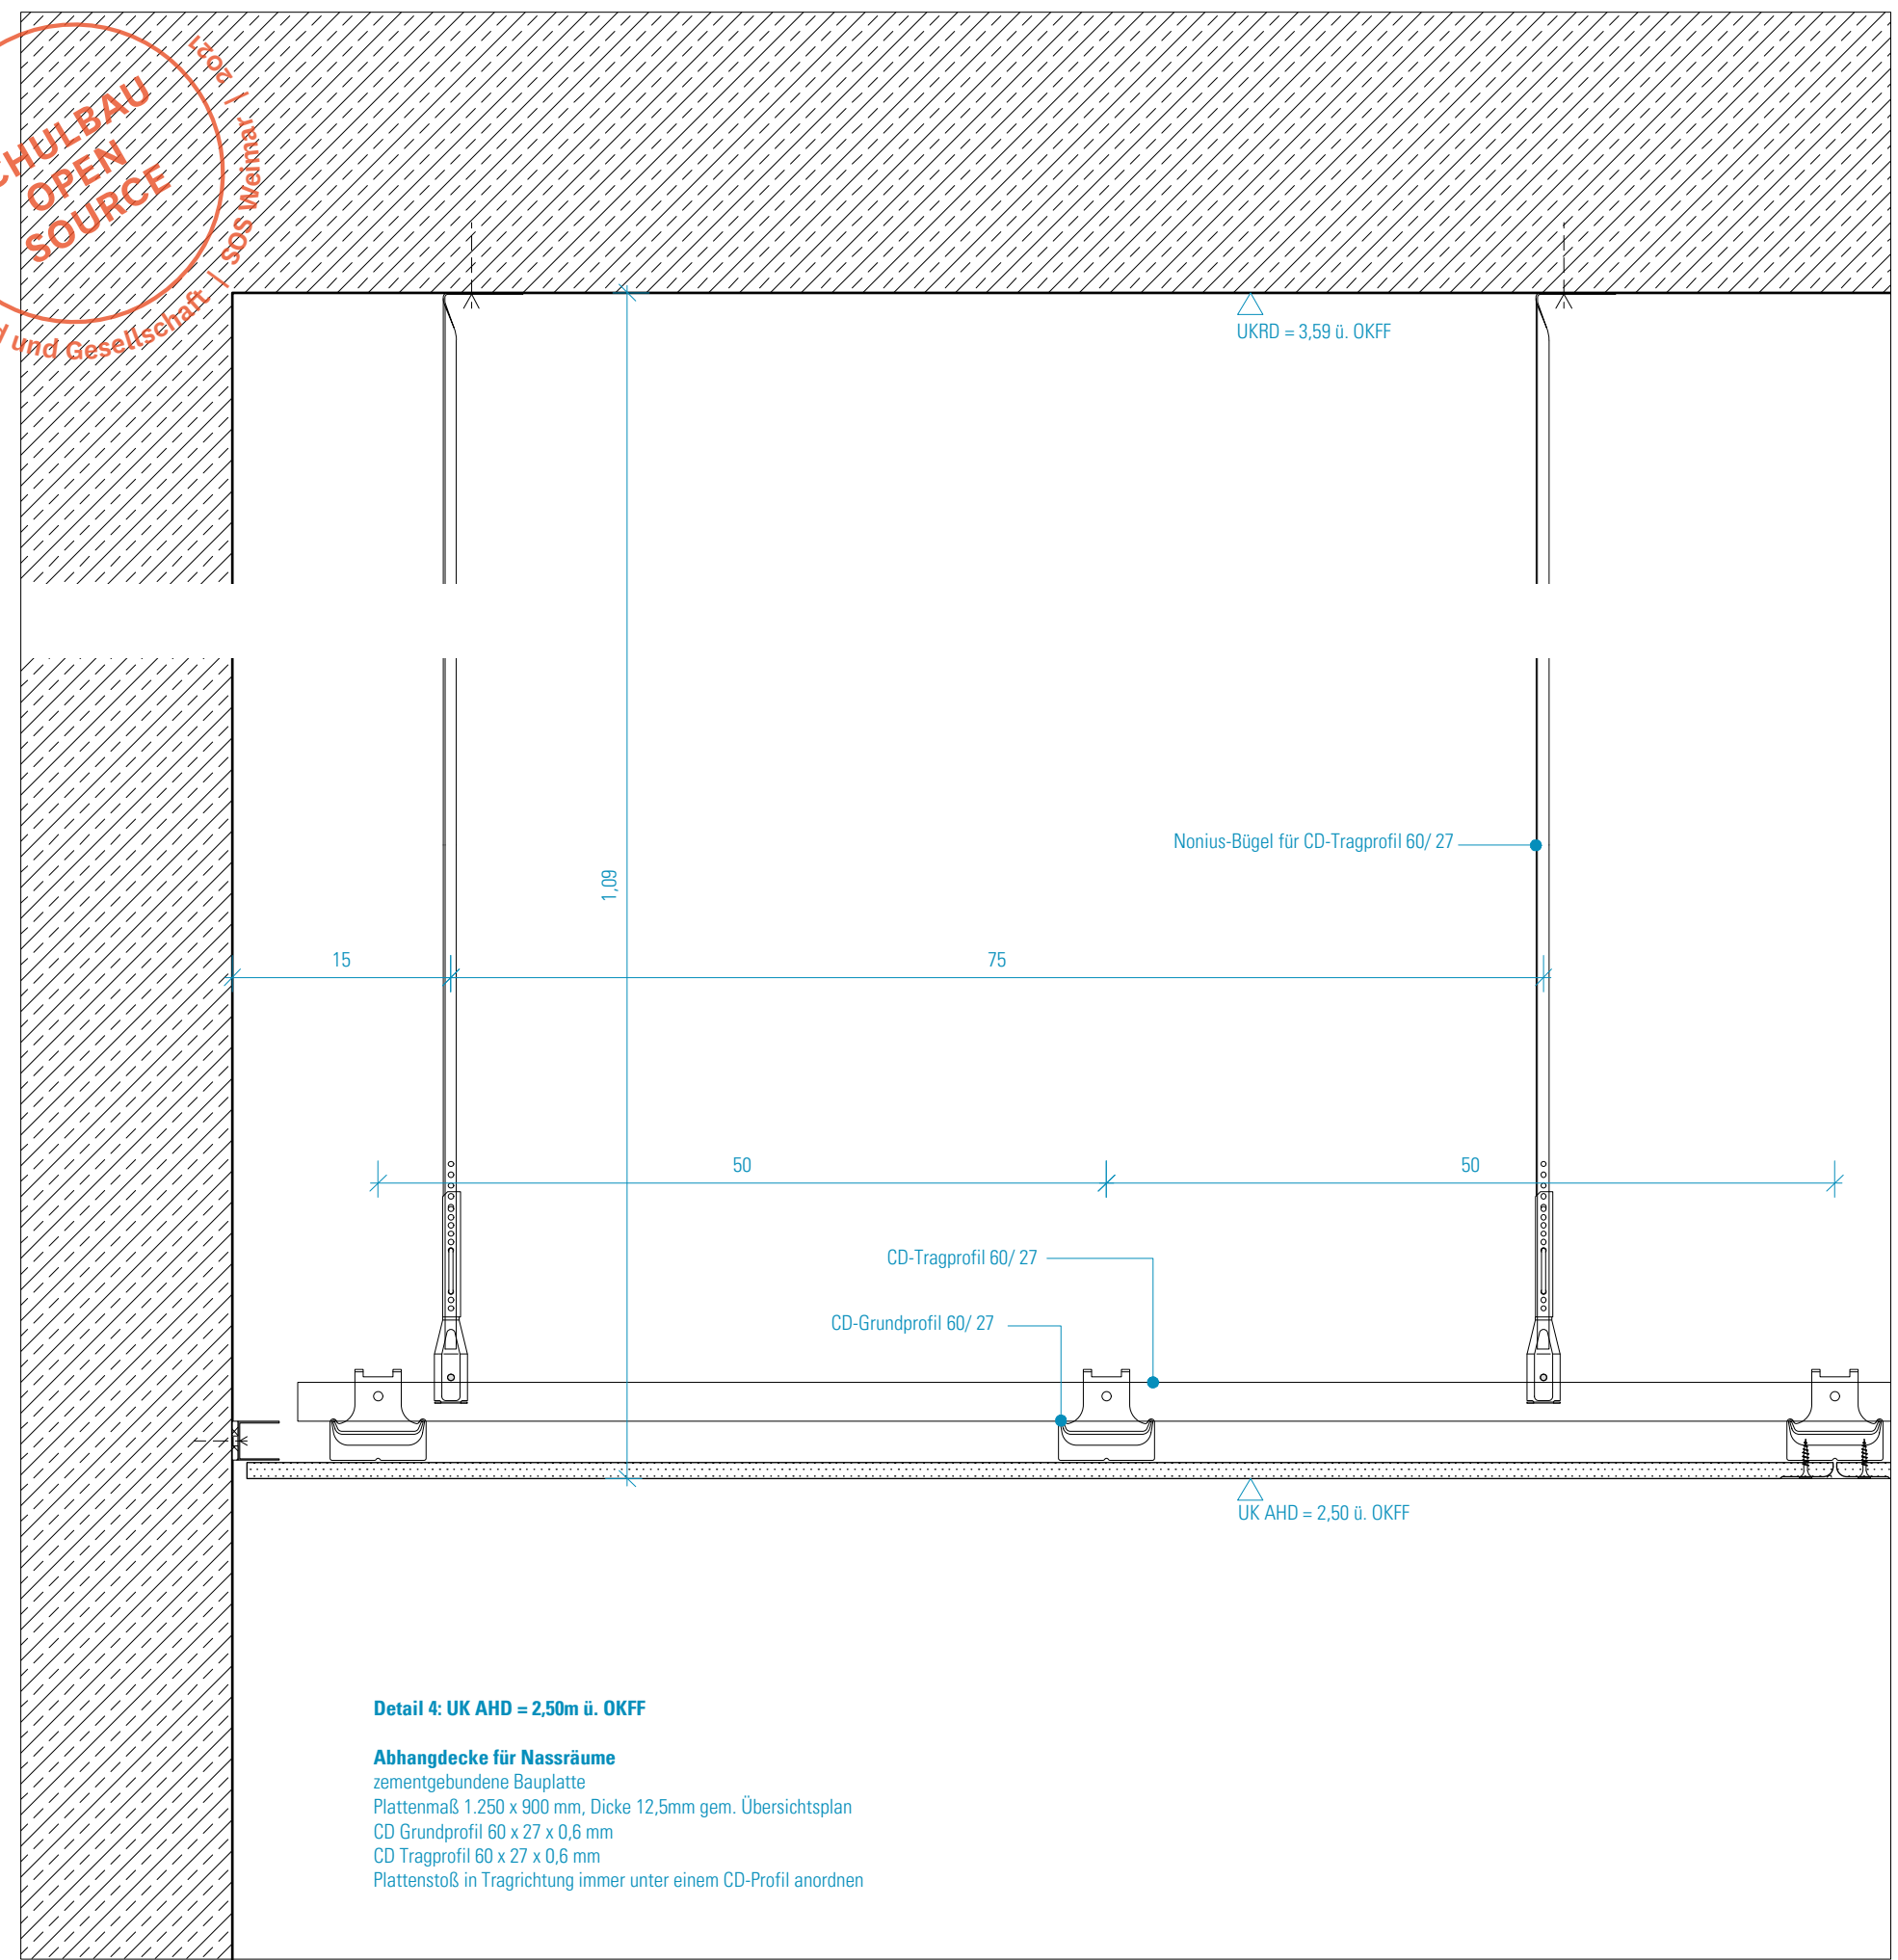 2021
OPEN
SOURCE
und Gesellschaft | SOS Weimar |
UKRD = 3,59 ü. OKFF
Nonius-Bügel für CD-Tragprofil 60/ 27
1,09
15
75
50
50
CD-Tragprofil 60/ 27
CD-Grundprofil 60/ 27
UK AHD = 2,50 ü. OKFF
Detail 4: UK AHD = 2,50m ü. OKFF
Abhangdecke für Nassräume
zementgebundene Bauplatte
Plattenmaß 1.250 x 900 mm, Dicke 12,5mm gem. Übersichtsplan
CD Grundprofil 60 x 27 x 0,6 mm
CD Tragprofil 60 x 27 x 0,6 mm
Plattenstoß in Tragrichtung immer unter einem CD-Profil anordnen